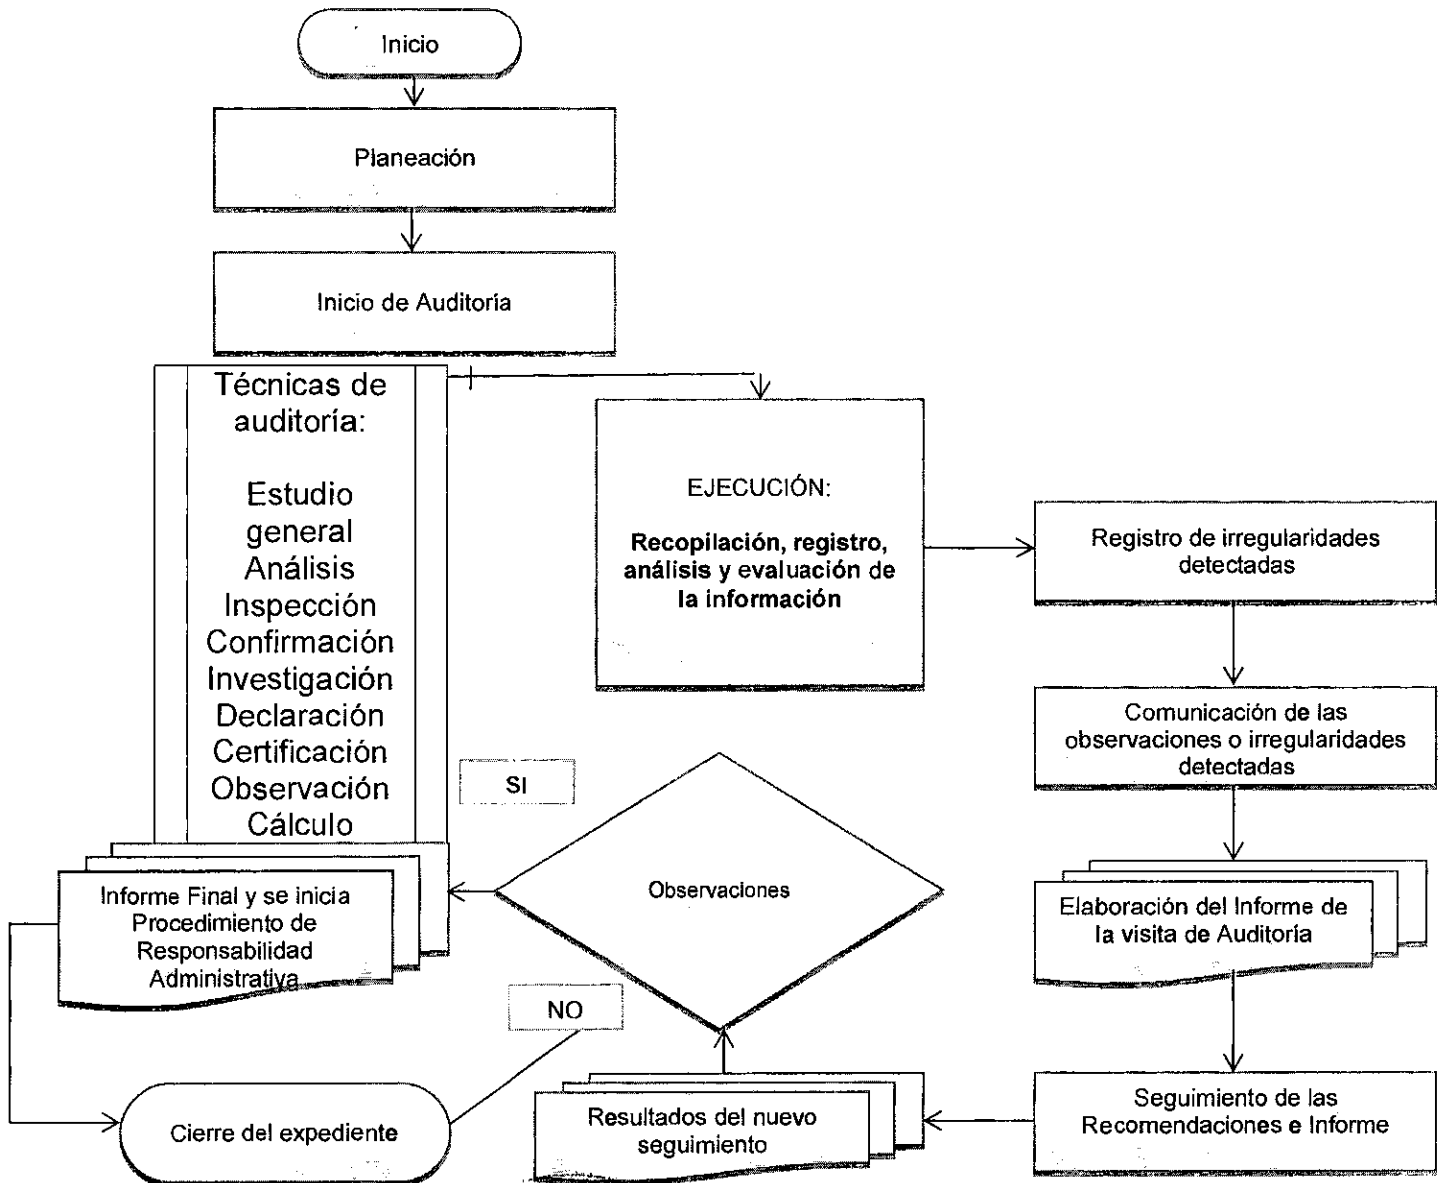 Inicio
Planeación
Inicio de Auditoría
Técnicas de
auditoría:
Estudio
general
Análisis
Inspección
Confirmación
Investigación
Declaración
Certificación
Observación
Cálculo
EJECUCIÓN:
Recopilación, registro,
análisis y evaluación de
la información
Registro de irregularidades
detectadas
Comunicación de las
observaciones o irregularidades
detectadas
Elaboración del Informe de
la visita de Auditoría
Seguimiento de las
Recomendaciones e Informe
Resultados del nuevo
seguimiento
Observaciones
SI
NO
Informe Final y se inicia
Procedimiento de
Responsabilidad
Administrativa
Cierre del expediente